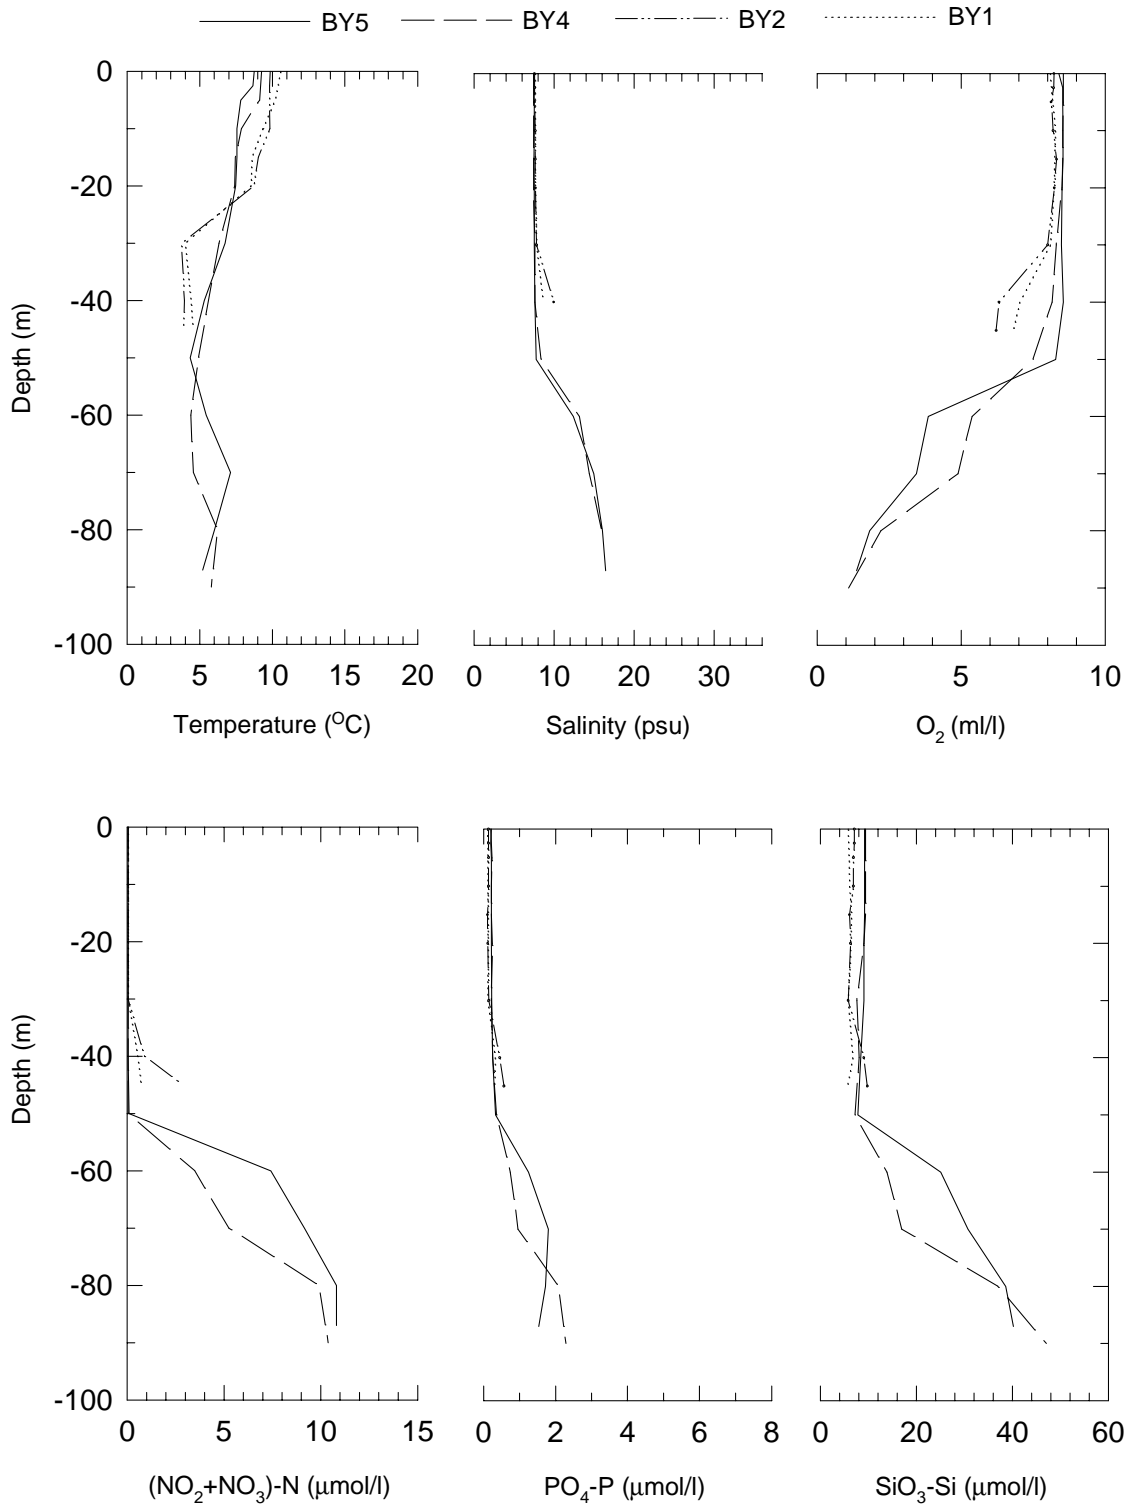 BY5 BY4 BY2 BY1
0
-20
-40
-60
-80
-100
Depth (m)
0 5 10 15 20
Temperature (OC)
0 10 20 30
Salinity (psu)
0 5 10
O2 (ml/l)
0
-20
-40
-60
-80
-100
Depth (m)
0 5 10 15
(NO2+NO3)-N (μmol/l)
0 2 4 6 8
PO4-P (μmol/l)
0 20 40 60
SiO3-Si (μmol/l)